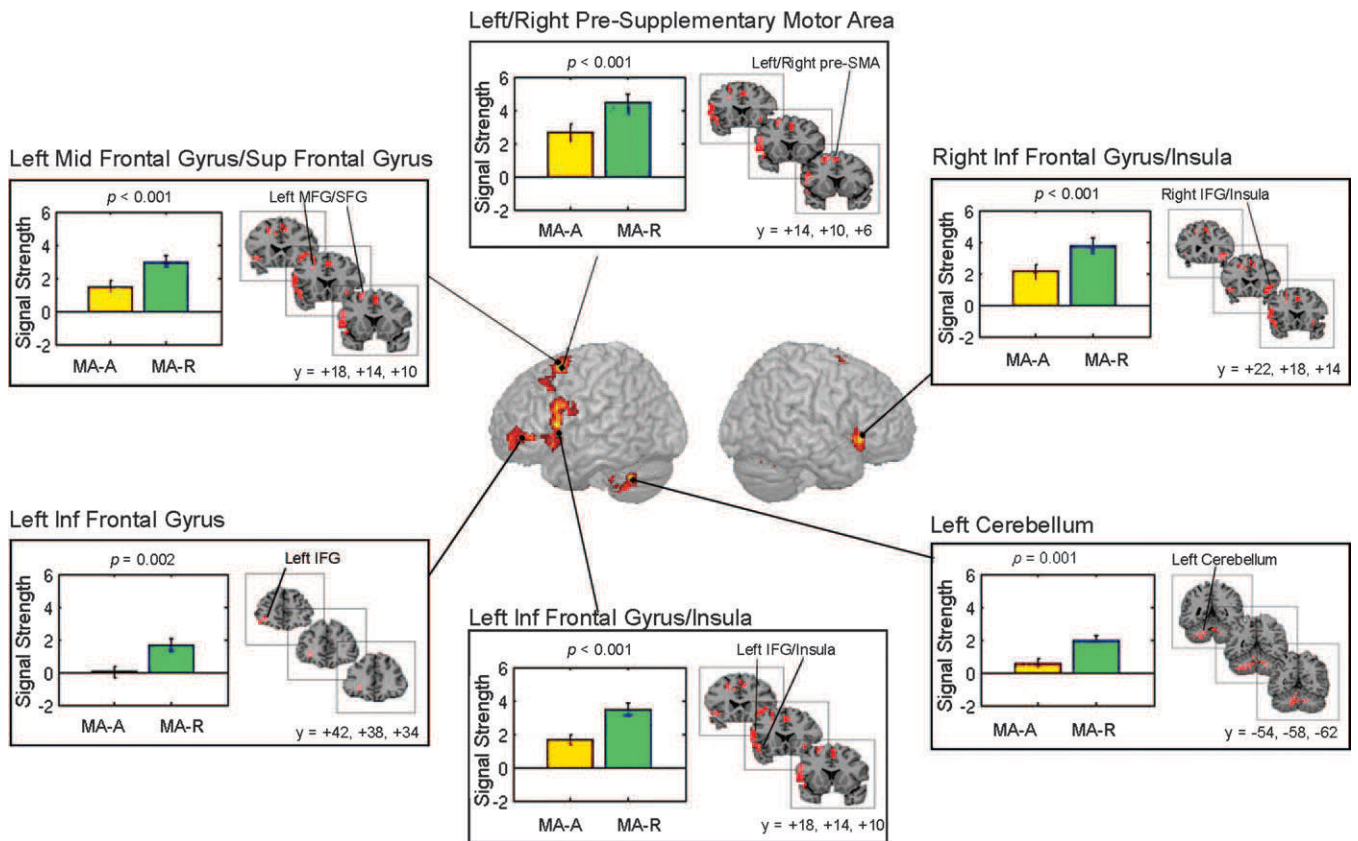 Left/Right Pre-Supplementary Motor Area
p < 0.001
Left/Right pre-SMA
Signal Strength
6
4
2
0
-2
MA-A
MA-R
y = +14, +10, +6
Left Mid Frontal Gyrus/Sup Frontal Gyrus
p < 0.001
Left MFG/SFG
Signal Strength
6
4
2
0
-2
MA-A
MA-R
y = +18, +14, +10
Right Inf Frontal Gyrus/Insula
p < 0.001
Right IFG/Insula
Signal Strength
6
4
2
0
-2
MA-A
MA-R
y = +22, +18, +14
Left Inf Frontal Gyrus
p = 0.002
Left IFG
Signal Strength
6
4
2
0
-2
MA-A
MA-R
y = +42, +38, +34
Left Inf Frontal Gyrus/Insula
p < 0.001
Left IFG/Insula
Signal Strength
6
4
2
0
-2
MA-A
MA-R
y = +18, +14, +10
Left Cerebellum
p = 0.001
Left Cerebellum
Signal Strength
6
4
2
0
-2
MA-A
MA-R
y = -54, -58, -62